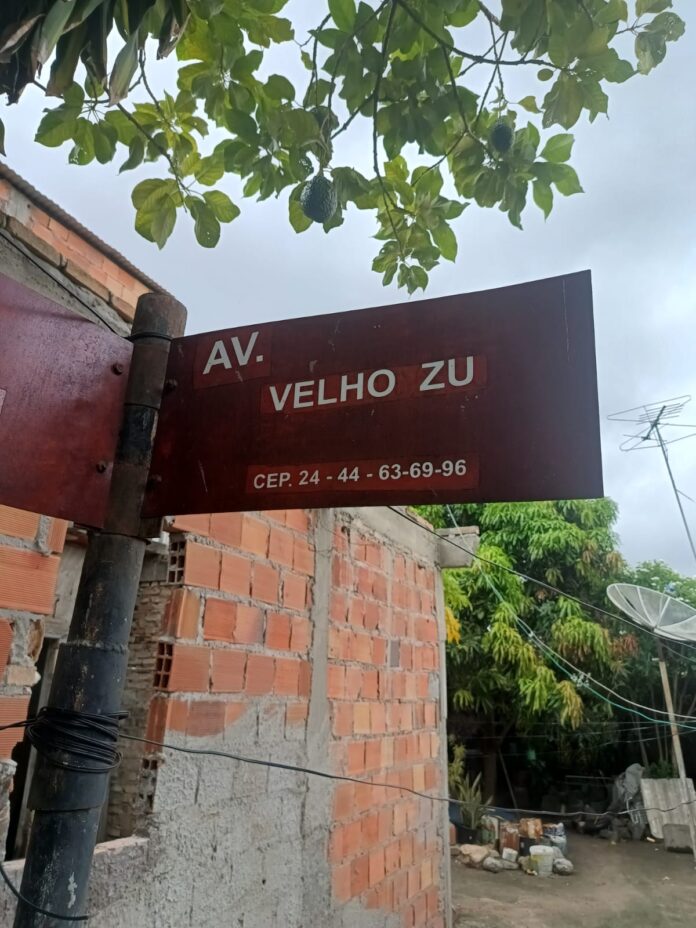 AV.
VELHO ZU
CEP. 24 - 44 - 63-69-96